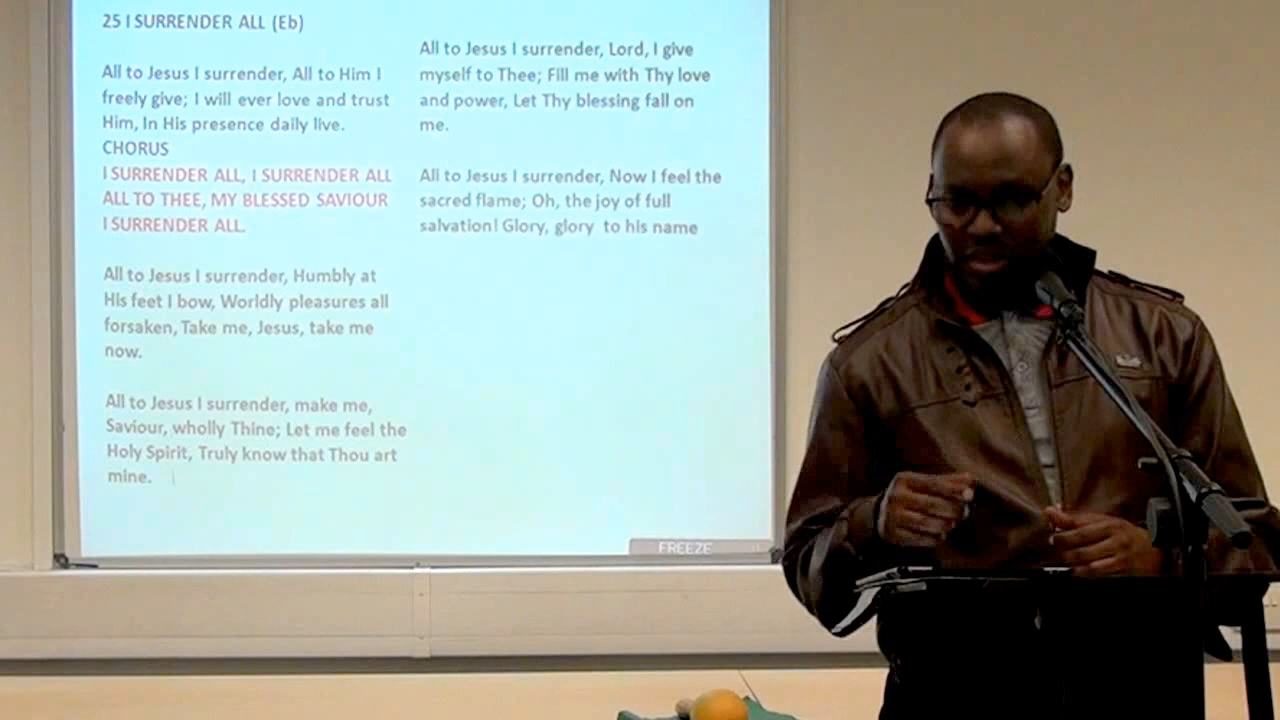 25 I SURRENDER ALL (Eb)
All to Jesus I surrender, All to Him I
freely give; I will ever love and trust
Him, In His presence daily live.
CHORUS
I SURRENDER ALL, I SURRENDER ALL
ALL TO THEE, MY BLESSED SAVIOUR
I SURRENDER ALL.
All to Jesus I surrender, Humbly at
His feet I bow, Worldly pleasures all
forsaken, Take me, Jesus, take me
now.
All to Jesus I surrender, make me,
Saviour, wholly Thine; Let me feel the
Holy Spirit, Truly know that Thou art
mine.
All to Jesus I surrender, Lord, I give
myself to Thee; Fill me with Thy love
and power, Let Thy blessing fall on
me.
All to Jesus I surrender, Now I feel the
sacred flame; Oh, the joy of full
salvation! Glory, glory to his name
FREEZE